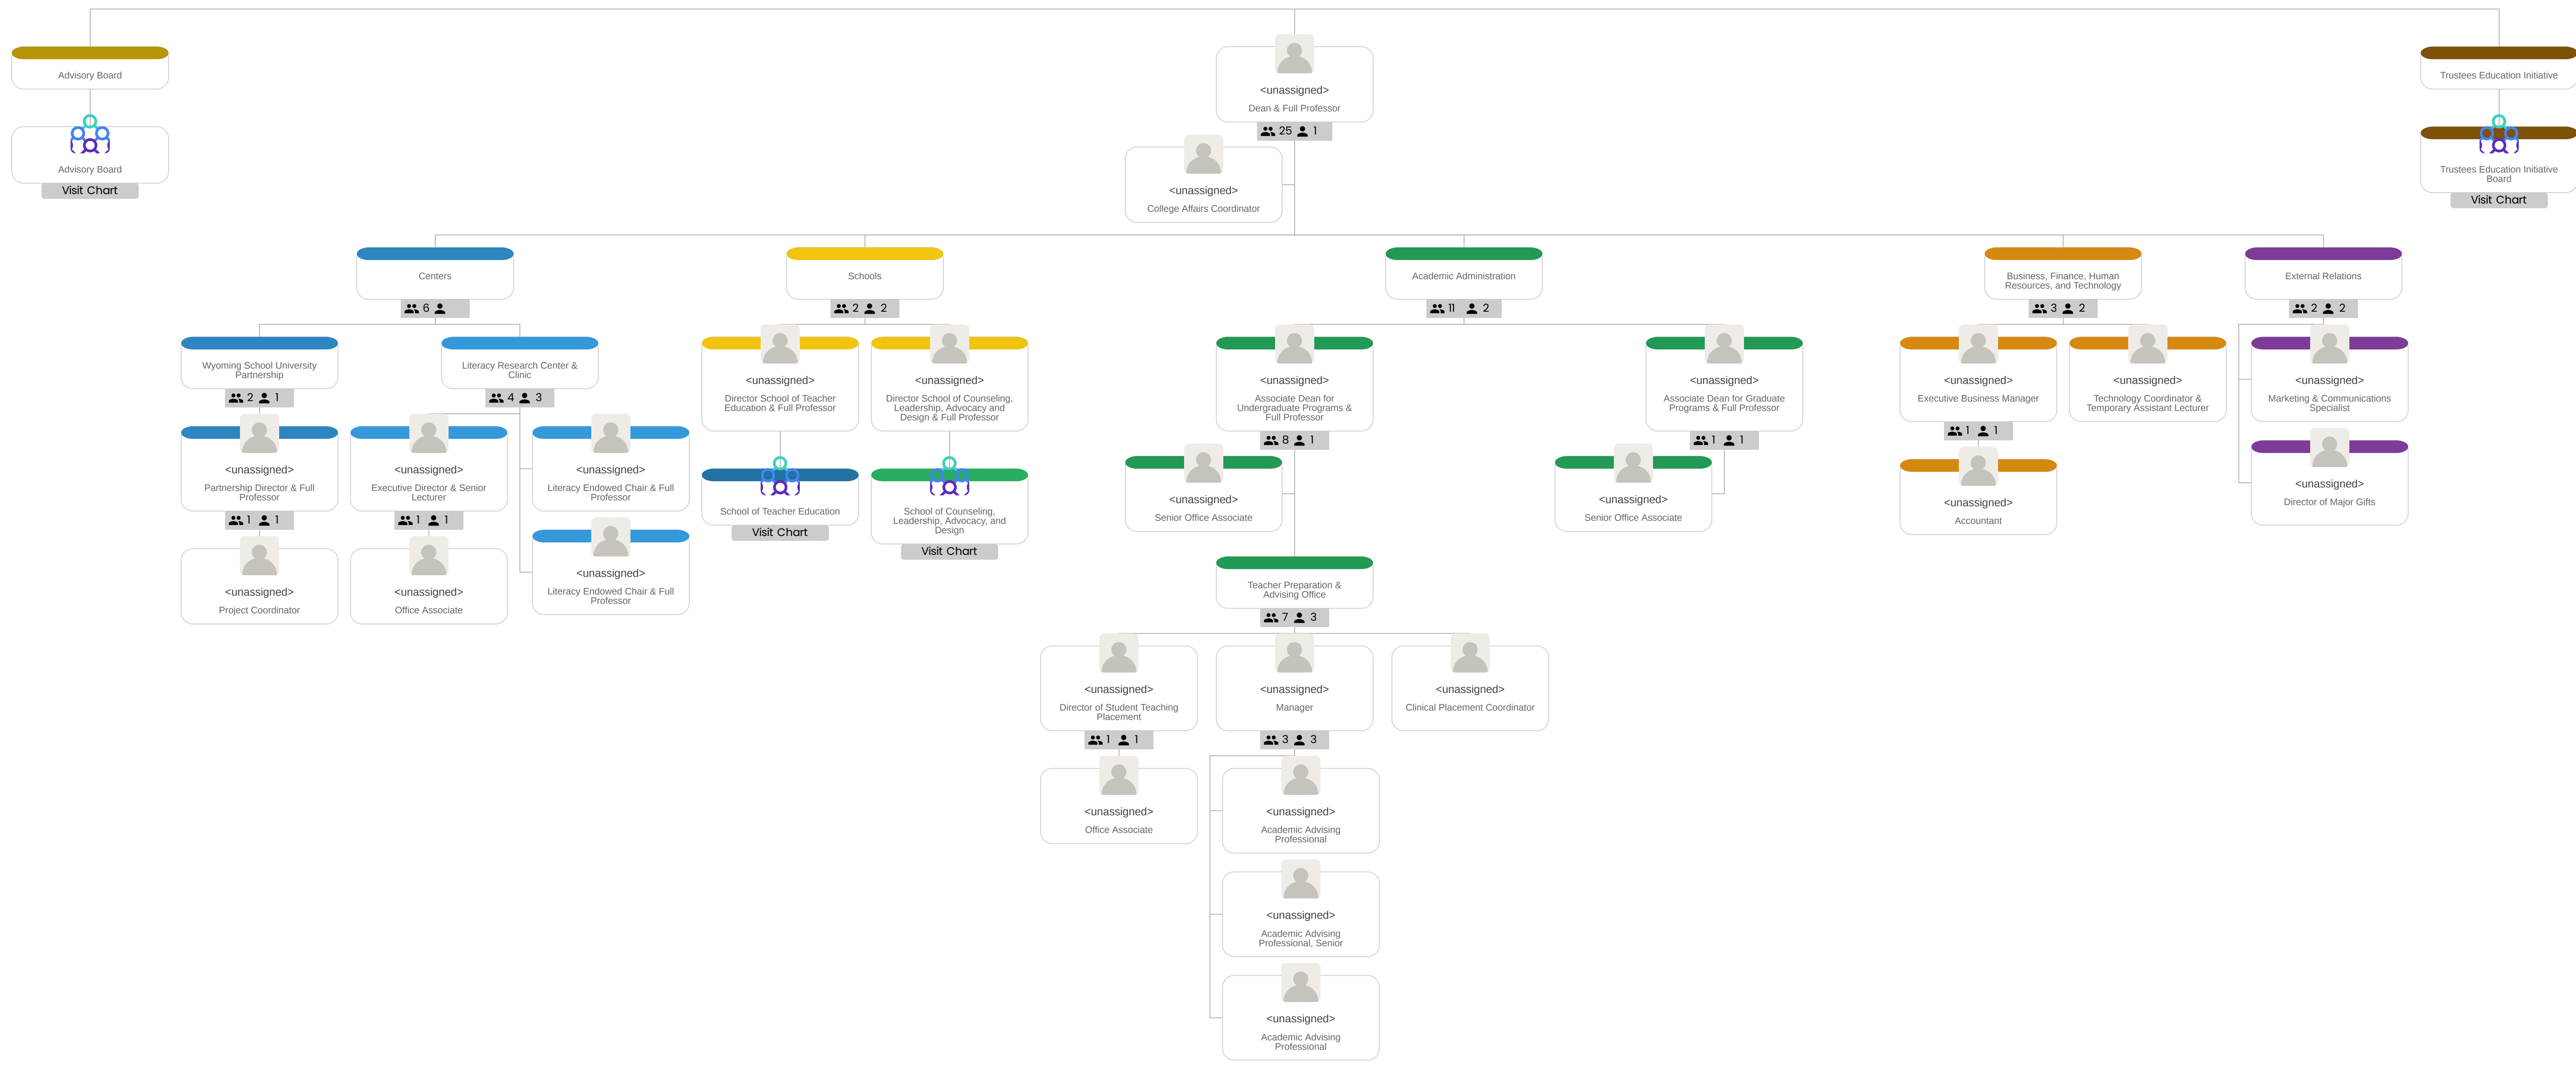 Advisory Board
Advisory Board
Visit Chart
<unassigned>
Dean & Full Professor
25 1
<unassigned>
College Affairs Coordinator
Trustees Education Initiative
Trustees Education Initiative
Board
Visit Chart
Centers
6
Wyoming School University
Partnership
2 1
<unassigned>
Partnership Director & Full
Professor
1 1
<unassigned>
Project Coordinator
Literacy Research Center &
Clinic
4 3
<unassigned>
Executive Director & Senior
Lecturer
1 1
<unassigned>
Office Associate
<unassigned>
Literacy Endowed Chair & Full
Professor
<unassigned>
Literacy Endowed Chair & Full
Professor
Schools
2 2
<unassigned>
Director School of Teacher
Education & Full Professor
School of Teacher Education
Visit Chart
<unassigned>
Director School of Counseling,
Leadership, Advocacy and
Design & Full Professor
School of Counseling,
Leadership, Advocacy, and
Design
Visit Chart
Academic Administration
11 2
<unassigned>
Associate Dean for
Undergraduate Programs &
Full Professor
8 1
<unassigned>
Senior Office Associate
Teacher Preparation &
Advising Office
7 3
<unassigned>
Director of Student Teaching
Placement
1 1
<unassigned>
Office Associate
<unassigned>
Manager
3 3
<unassigned>
Academic Advising
Professional
<unassigned>
Academic Advising
Professional, Senior
<unassigned>
Academic Advising
Professional
<unassigned>
Clinical Placement Coordinator
<unassigned>
Associate Dean for Graduate
Programs & Full Professor
1 1
<unassigned>
Senior Office Associate
Business, Finance, Human
Resources, and Technology
3 2
<unassigned>
Executive Business Manager
1 1
<unassigned>
Accountant
<unassigned>
Technology Coordinator &
Temporary Assistant Lecturer
External Relations
2 2
<unassigned>
Marketing & Communications
Specialist
<unassigned>
Director of Major Gifts